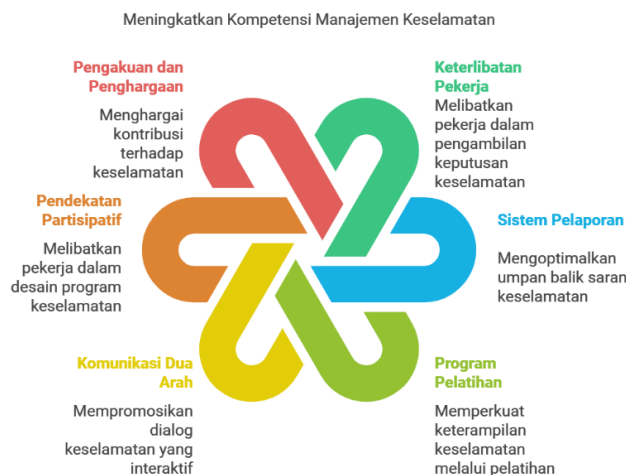 Meningkatkan Kompetensi Manajemen Keselamatan
Pengakuan dan
Penghargaan
Menghargai
kontribusi
terhadap
keselamatan
Keterlibatan
Pekerja
Melibatkan
pekerja dalam
pengambilan
keputusan
keselamatan
Pendekatan
Partisipatif
Melibatkan
pekerja dalam
desain program
keselamatan
Sistem Pelaporan
Mengoptimalkan
umpan balik saran
keselamatan
Komunikasi Dua
Arah
Mempromosikan
dialog
keselamatan yang
interaktif
Program
Pelatihan
Memperkuat
keterampilan
keselamatan
melalui pelatihan